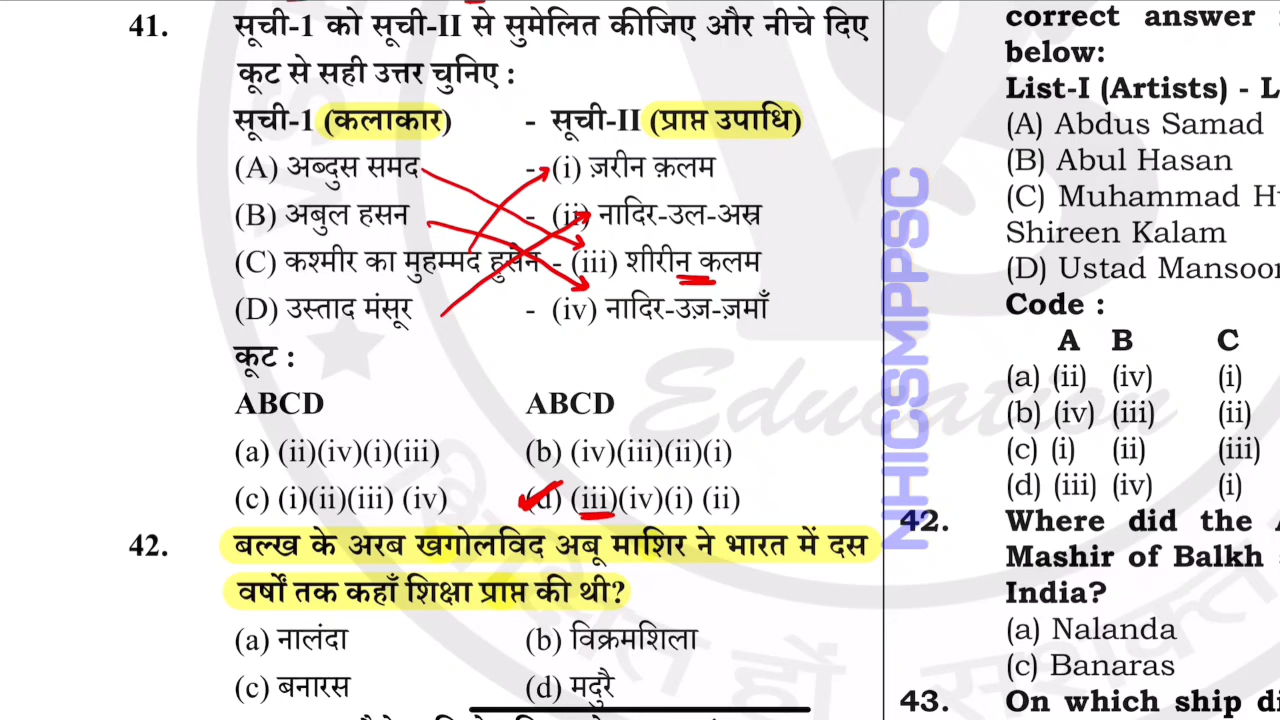 41. सूची-1 को सूची-II से सुमेलित कीजिए और नीचे दिए
कूट से सही उत्तर चुनिए :
सूची-1 (कलाकार) - सूची-II (प्राप्त उपाधि)
(A) अब्दुस समद - (i) ज़रीन क़लम
(B) अबुल हसन - (ii) नादिर-उल-अस्र
(C) कश्मीर का मुहम्मद हुसैन - (iii) शीरीन कलम
(D) उस्ताद मंसूर - (iv) नादिर-उज़-ज़माँ
कूट :
ABCD ABCD
(a) (ii)(iv)(i)(iii) (b) (iv)(iii)(ii)(i)
(c) (i)(ii)(iii) (iv) (d) (iii)(iv)(i) (ii)
42. बल्ख के अरब खगोलविद अबू माशिर ने भारत में दस
वर्षों तक कहाँ शिक्षा प्राप्त की थी?
(a) नालंदा (b) विक्रमशिला
(c) बनारस (d) मदुरै
NHICSMPPSC
Education
correct answer
below:
List-I (Artists) - L
(A) Abdus Samad
(B) Abul Hasan
(C) Muhammad H
Shireen Kalam
(D) Ustad Mansoor
Code :
A B C
(a) (ii) (iv) (i)
(b) (iv) (iii) (ii)
(c) (i) (ii) (iii)
(d) (iii) (iv) (i)
42. Where did the
Mashir of Balkh
India?
(a) Nalanda
(c) Banaras
43. On which ship di